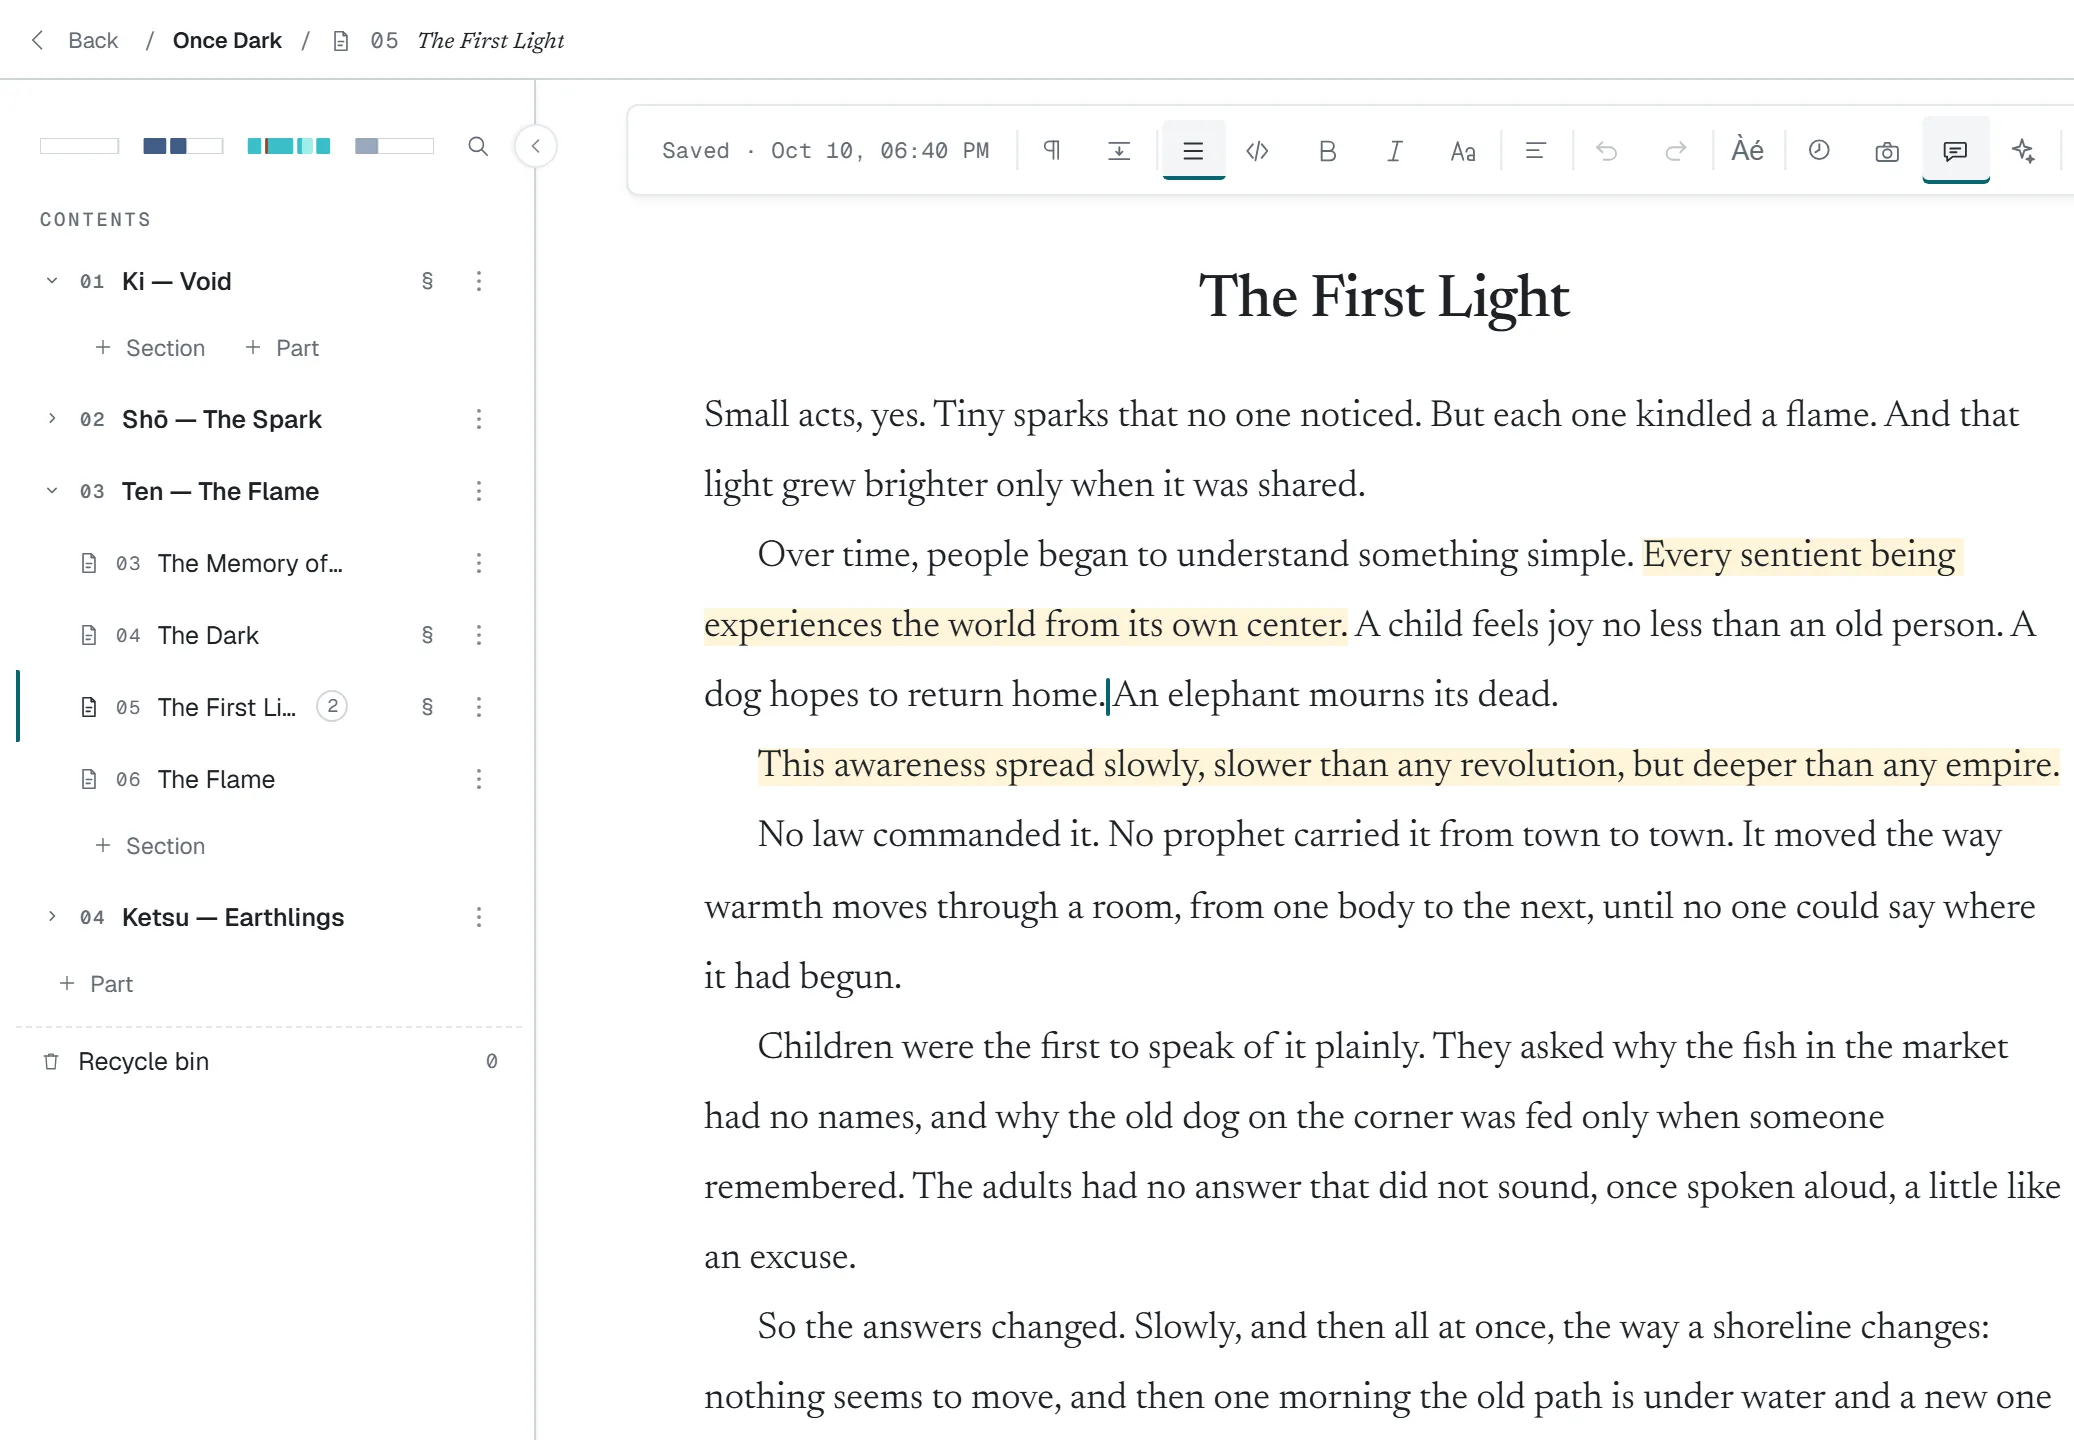 Back / Once Dark / 05 The First Light
CONTENTS
01 Ki — Void §
+ Section + Part
02 Shō — The Spark
03 Ten — The Flame
03 The Memory of…
04 The Dark §
05 The First Li… 2 §
06 The Flame
+ Section
04 Ketsu — Earthlings
+ Part
Recycle bin 0
Saved · Oct 10, 06:40 PM ¶ </> B I Aa Àé
The First Light
Small acts, yes. Tiny sparks that no one noticed. But each one kindled a flame. And that
light grew brighter only when it was shared.
Over time, people began to understand something simple. Every sentient being
experiences the world from its own center. A child feels joy no less than an old person. A
dog hopes to return home. An elephant mourns its dead.
This awareness spread slowly, slower than any revolution, but deeper than any empire.
No law commanded it. No prophet carried it from town to town. It moved the way
warmth moves through a room, from one body to the next, until no one could say where
it had begun.
Children were the first to speak of it plainly. They asked why the fish in the market
had no names, and why the old dog on the corner was fed only when someone
remembered. The adults had no answer that did not sound, once spoken aloud, a little like
an excuse.
So the answers changed. Slowly, and then all at once, the way a shoreline changes:
nothing seems to move, and then one morning the old path is under water and a new one